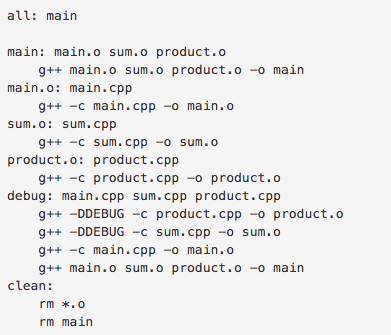 all: main

main: main.o sum.o product.o
    g++ main.o sum.o product.o –o main
main.o: main.cpp
    g++ –c main.cpp –o main.o
sum.o: sum.cpp
    g++ –c sum.cpp –o sum.o
product.o: product.cpp
    g++ –c product.cpp –o product.o
debug: main.cpp sum.cpp product.cpp
    g++ –DDEBUG –c product.cpp –o product.o
    g++ –DDEBUG –c sum.cpp –o sum.o
    g++ –c main.cpp –o main.o
    g++ main.o sum.o product.o –o main
clean:
    rm *.o
    rm main